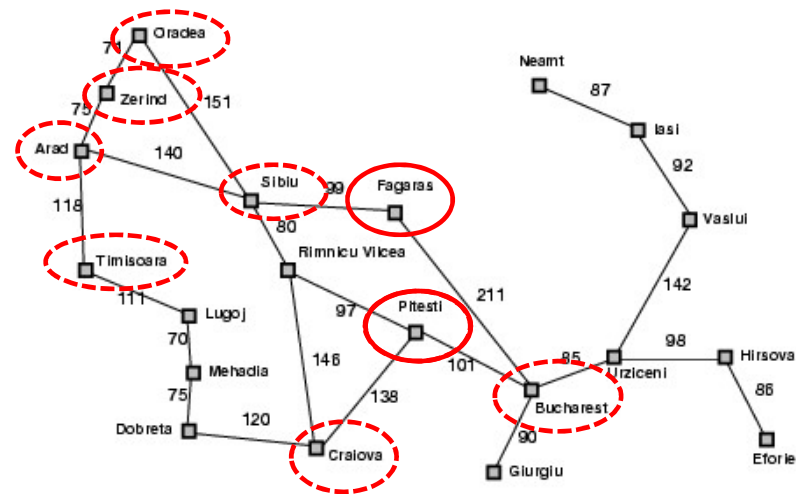 Oradea
71
Neamt
87
Zerind
151
75
Iasi
Arad
140
92
Sibiu
99
Fagaras
118
80
Vaslui
Timisoara
Rimnicu Vilcea
111
211
142
Lugoj
97
Pitesti
70
146
101
85
98
Hirsova
Mehadia
Urziceni
75
138
86
Bucharest
Dobreta
120
90
Craiova
Eforie
Giurgiu